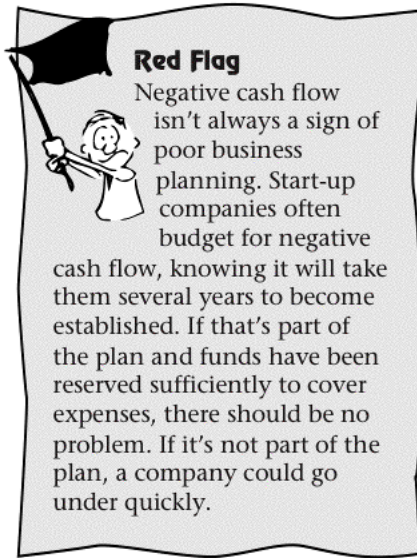 Red Flag
Negative cash flow
isn't always a sign of
poor business
planning. Start-up
companies often
budget for negative
cash flow, knowing it will take
them several years to become
established. If that's part of
the plan and funds have been
reserved sufficiently to cover
expenses, there should be no
problem. If it's not part of the
plan, a company could go
under quickly.